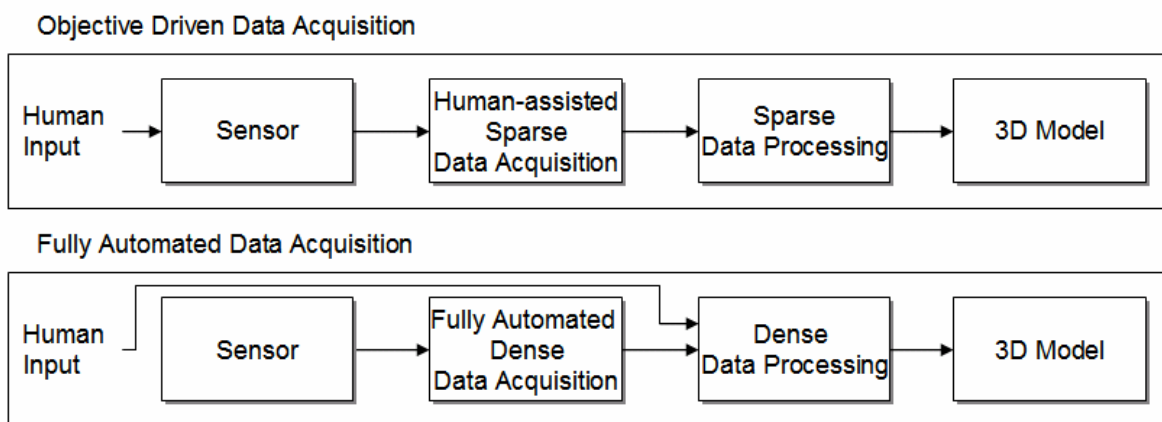 Objective Driven Data Acquisition
Human
Input
Sensor
Human-assisted
Sparse
Data Acquisition
Sparse
Data Processing
3D Model
Fully Automated Data Acquisition
Human
Input
Sensor
Fully Automated
Dense
Data Acquisition
Dense
Data Processing
3D Model